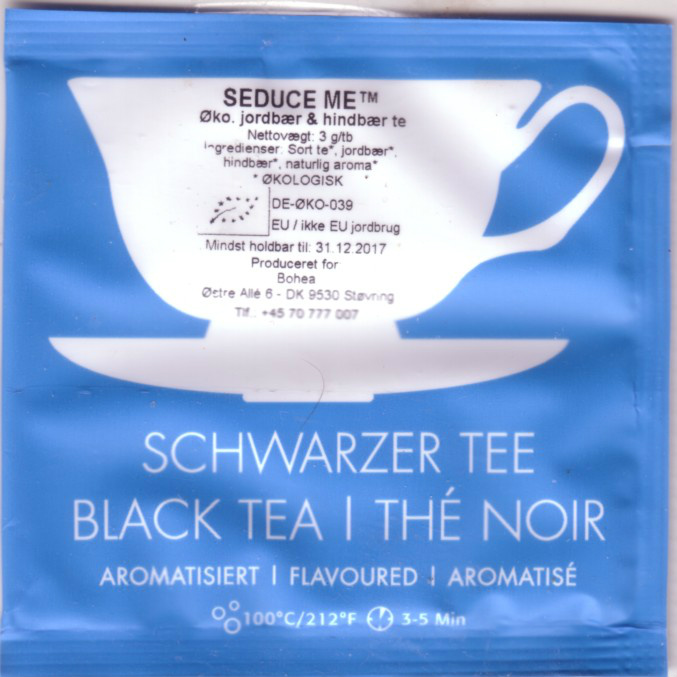 SEDUCE ME™
Øko. jordbær & hindbær te
Nettovægt: 3 g/tb
Ingredienser: Sort te*, jordbær*,
hindbær*, naturlig aroma*
* ØKOLOGISK *
DE-ØKO-039
EU / ikke EU jordbrug
Mindst holdbar til: 31.12.2017
Produceret for
Bohea
Østre Allé 6 - DK 9530 Støvring
Tlf.: +45 70 777 007
SCHWARZER TEE
BLACK TEA | THÉ NOIR
AROMATISIERT | FLAVOURED | AROMATISÉ
100°C/212°F 3-5 Min